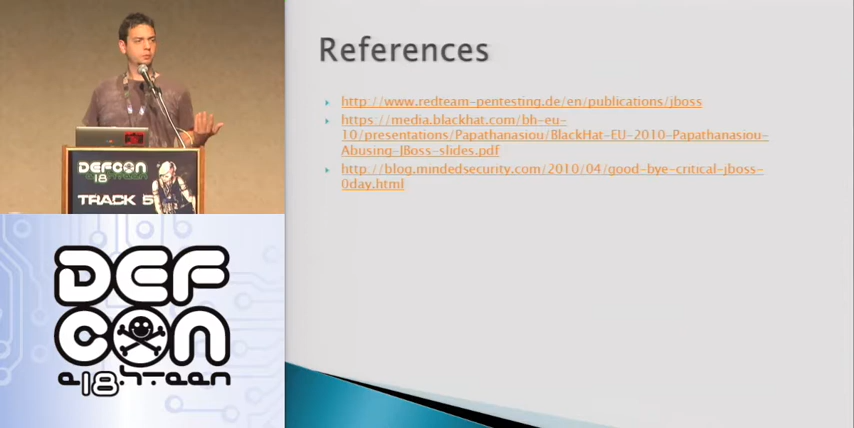 DEFCON
18
TRACK 5
DEF
CON
e18hteen
References
http://www.redteam-pentesting.de/en/publications/jboss
https://media.blackhat.com/bh-eu-
10/presentations/Papathanasiou/BlackHat-EU-2010-Papathanasiou-
Abusing-JBoss-slides.pdf
http://blog.mindedsecurity.com/2010/04/good-bye-critical-jboss-
0day.html